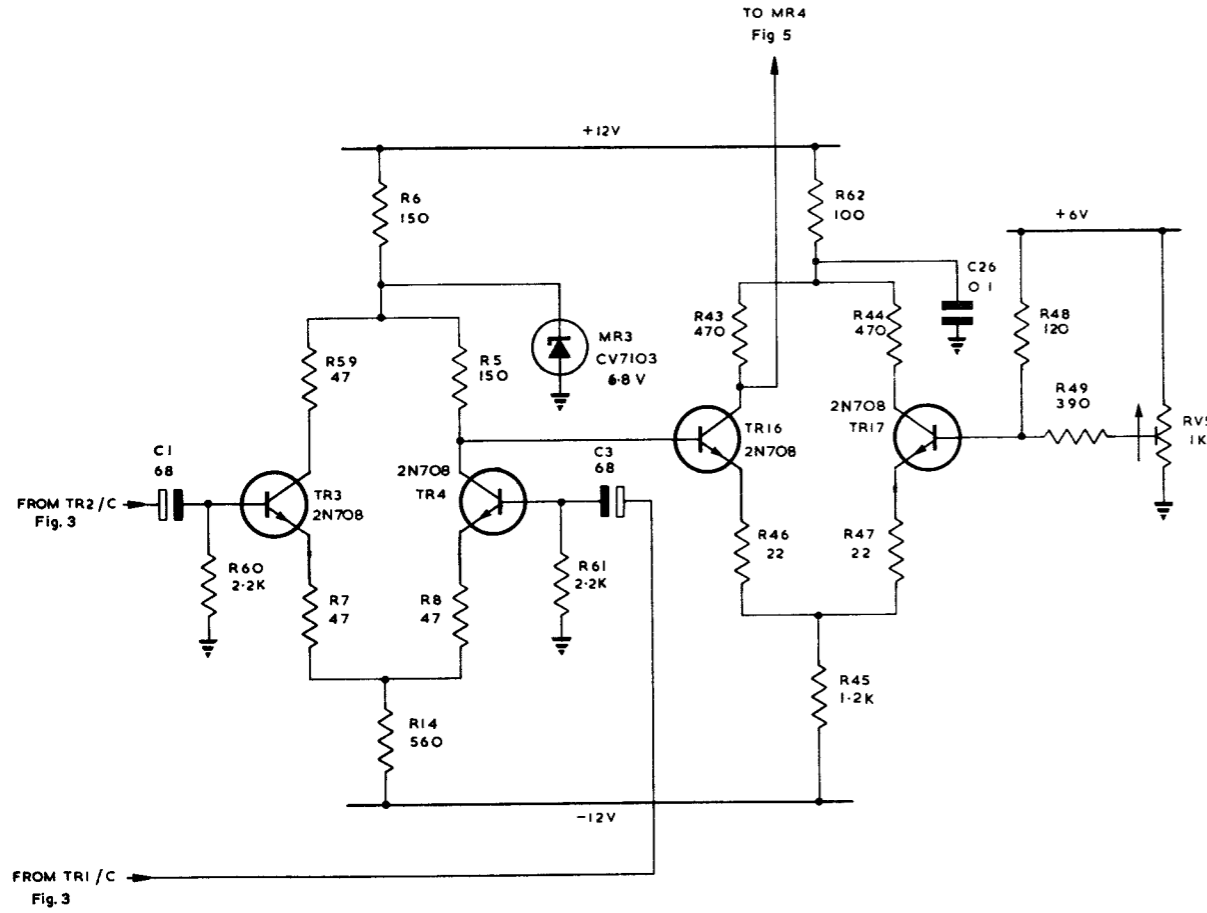 TO MR4
Fig 5
+12V
R6
150
R62
100
+6V
C26
0 1
R59
47
R5
150
MR3
CV7103
6·8 V
R43
470
R44
470
R48
120
R49
390
RV5
1K
C1
68
FROM TR2/C
Fig. 3
TR3
2N708
2N708
TR4
C3
68
TR16
2N708
2N708
TR17
R60
2·2K
R7
47
R8
47
R61
2·2K
R46
22
R47
22
R14
560
R45
1·2K
-12V
FROM TR1/C
Fig. 3